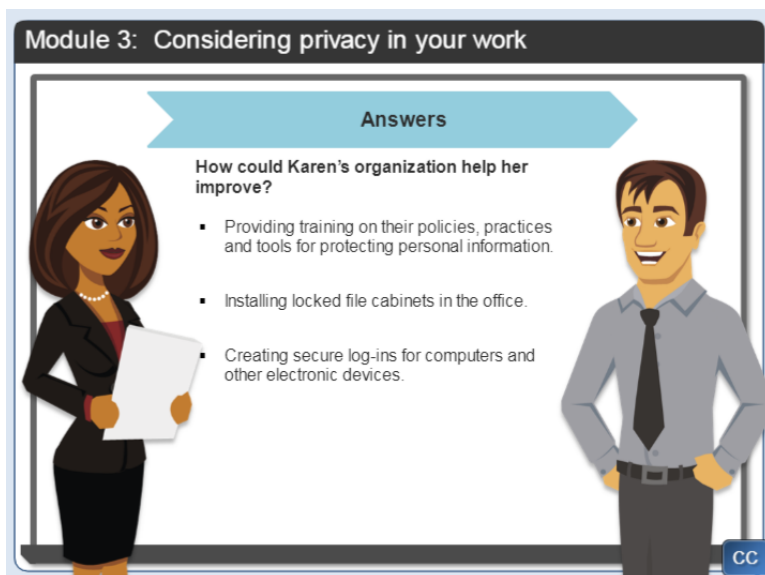 Module 3: Considering privacy in your work
Answers
How could Karen's organization help her
improve?
▪ Providing training on their policies, practices
and tools for protecting personal information.
▪ Installing locked file cabinets in the office.
▪ Creating secure log-ins for computers and
other electronic devices.
CC